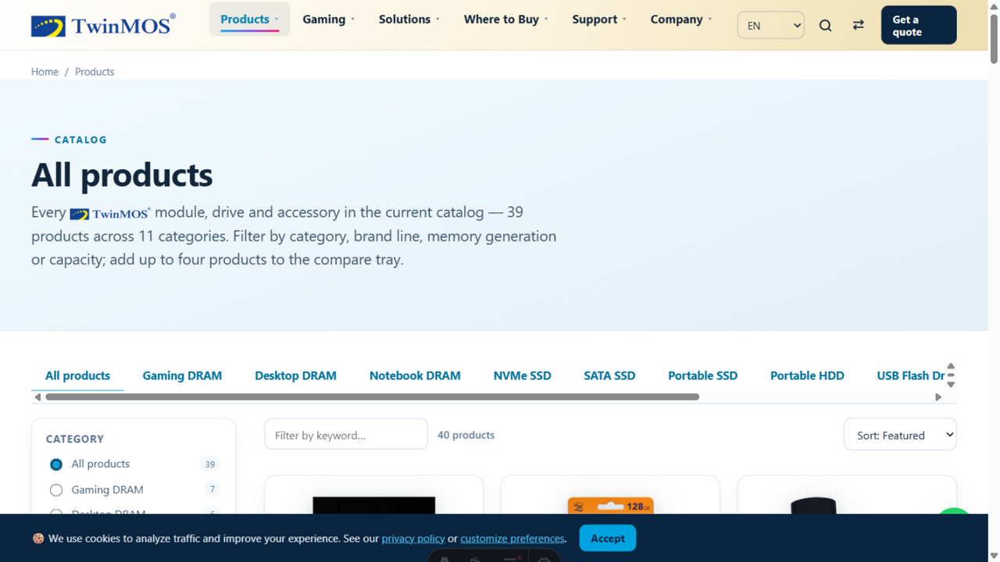 TwinMOS®
Products
Gaming
Solutions
Where to Buy
Support
Company
EN
Get a quote
Home / Products
CATALOG
All products
Every TwinMOS® module, drive and accessory in the current catalog — 39
products across 11 categories. Filter by category, brand line, memory generation
or capacity; add up to four products to the compare tray.
All products
Gaming DRAM
Desktop DRAM
Notebook DRAM
NVMe SSD
SATA SSD
Portable SSD
Portable HDD
USB Flash Dr
CATEGORY
Filter by keyword...
40 products
Sort: Featured
All products 39
Gaming DRAM 7
Desktop DRAM 6
128GB
We use cookies to analyze traffic and improve your experience. See our privacy policy or customize preferences.
Accept